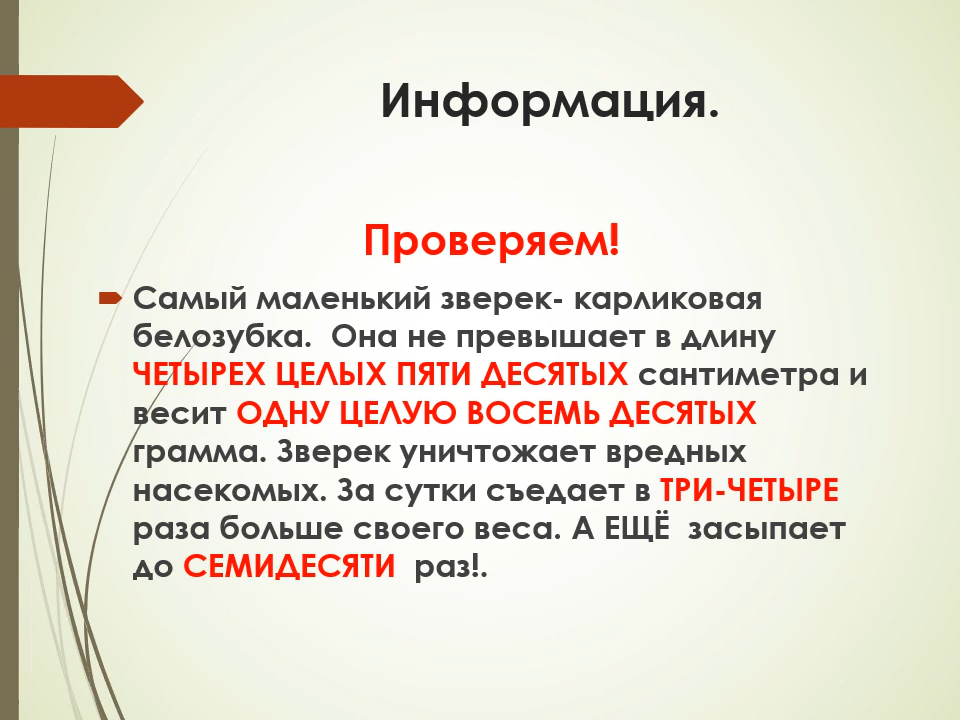 Информация.
Проверяем!
Самый маленький зверек- карликовая
белозубка.  Она не превышает в длину
ЧЕТЫРЕХ ЦЕЛЫХ ПЯТИ ДЕСЯТЫХ сантиметра и
весит ОДНУ ЦЕЛУЮ ВОСЕМЬ ДЕСЯТЫХ
грамма. Зверек уничтожает вредных
насекомых. За сутки съедает в ТРИ-ЧЕТЫРЕ
раза больше своего веса. А ЕЩЁ  засыпает
до СЕМИДЕСЯТИ  раз!.